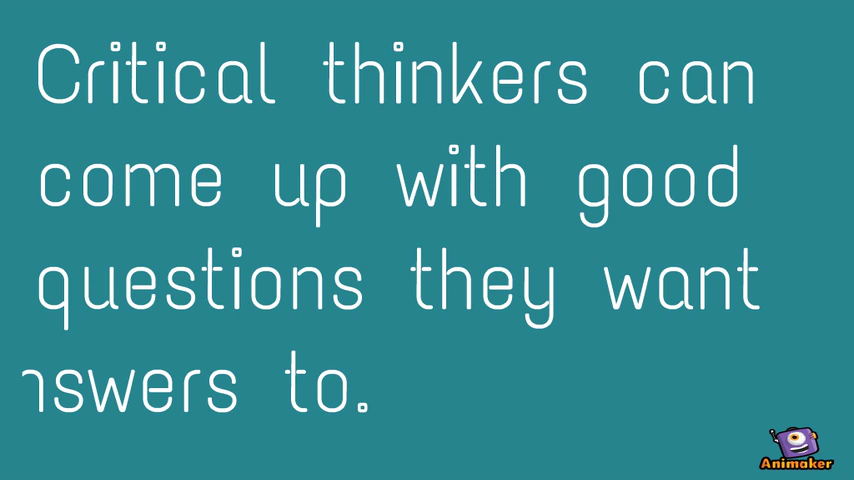 Critical thinkers can
come up with good
questions they want
nswers to.
Animaker